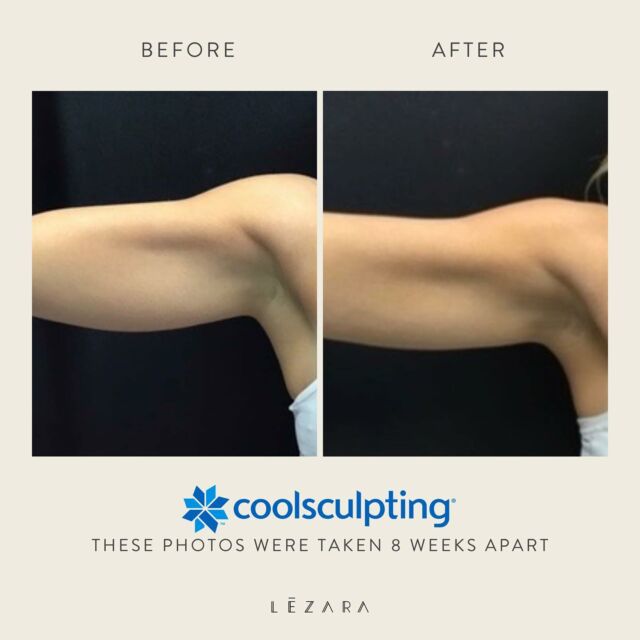 BEFORE AFTER
coolsculpting®
THESE PHOTOS WERE TAKEN 8 WEEKS APART
LĒZARA